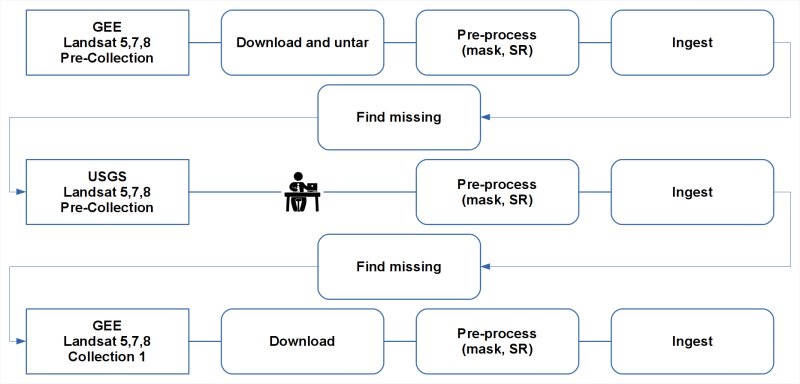 GEE
Landsat 5,7,8
Pre-Collection
Download and untar
Pre-process
(mask, SR)
Ingest
Find missing
USGS
Landsat 5,7,8
Pre-Collection
Pre-process
(mask, SR)
Ingest
Find missing
GEE
Landsat 5,7,8
Collection 1
Download
Pre-process
(mask, SR)
Ingest